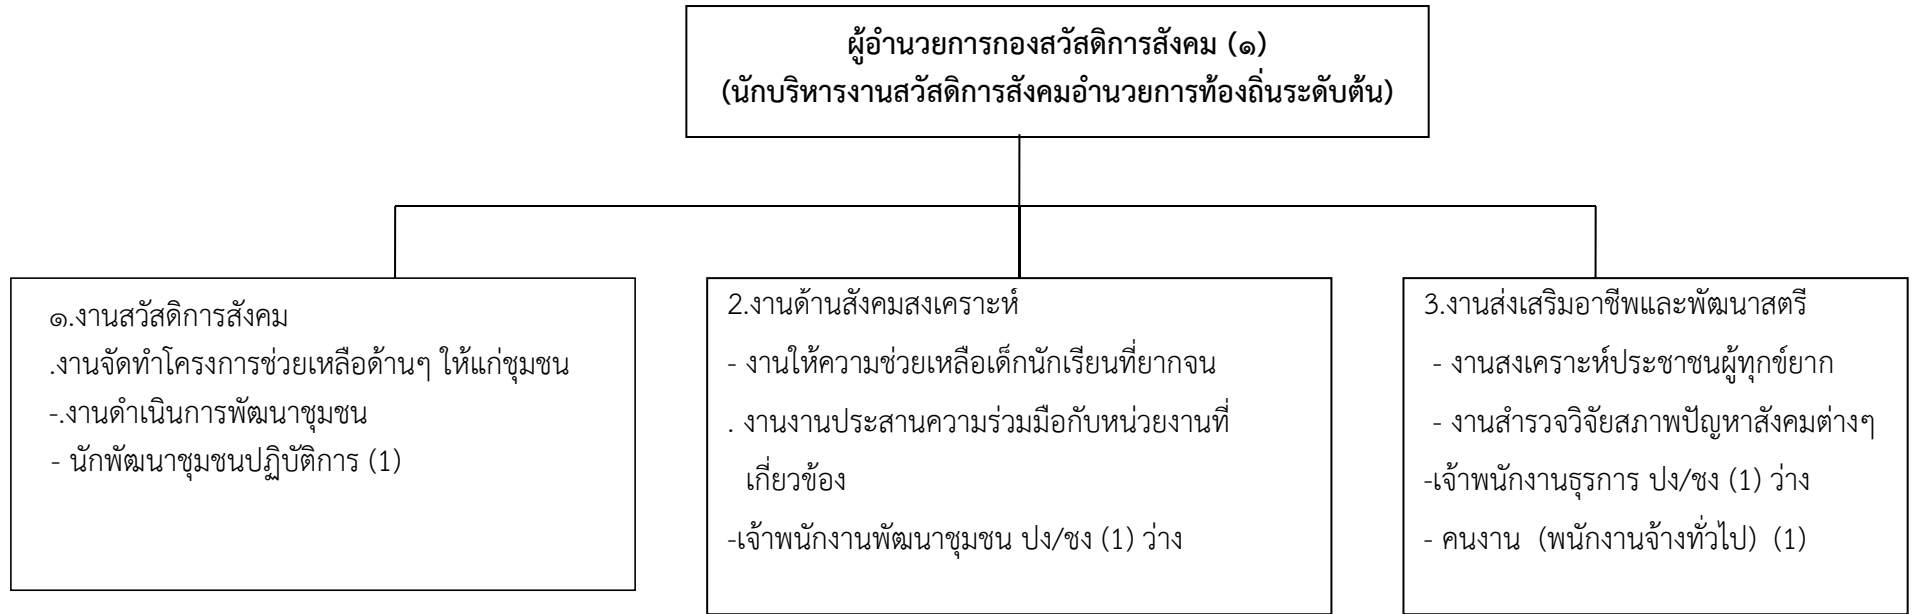 ผู้อำนวยการกองสวัสดิการสังคม (๑)
(นักบริหารงานสวัสดิการสังคมอำนวยการท้องถิ่นระดับต้น)
๑.งานสวัสดิการสังคม
.งานจัดทำโครงการช่วยเหลือด้านๆ ให้แก่ชุมชน
-.งานดำเนินการพัฒนาชุมชน
- นักพัฒนาชุมชนปฏิบัติการ (1)
2.งานด้านสังคมสงเคราะห์
- งานให้ความช่วยเหลือเด็กนักเรียนที่ยากจน
. งานงานประสานความร่วมมือกับหน่วยงานที่
เกี่ยวข้อง
-เจ้าพนักงานพัฒนาชุมชน ปง/ชง (1) ว่าง
3.งานส่งเสริมอาชีพและพัฒนาสตรี
- งานสงเคราะห์ประชาชนผู้ทุกข์ยาก
- งานสำรวจวิจัยสภาพปัญหาสังคมต่างๆ
-เจ้าพนักงานธุรการ ปง/ชง (1) ว่าง
- คนงาน (พนักงานจ้างทั่วไป) (1)